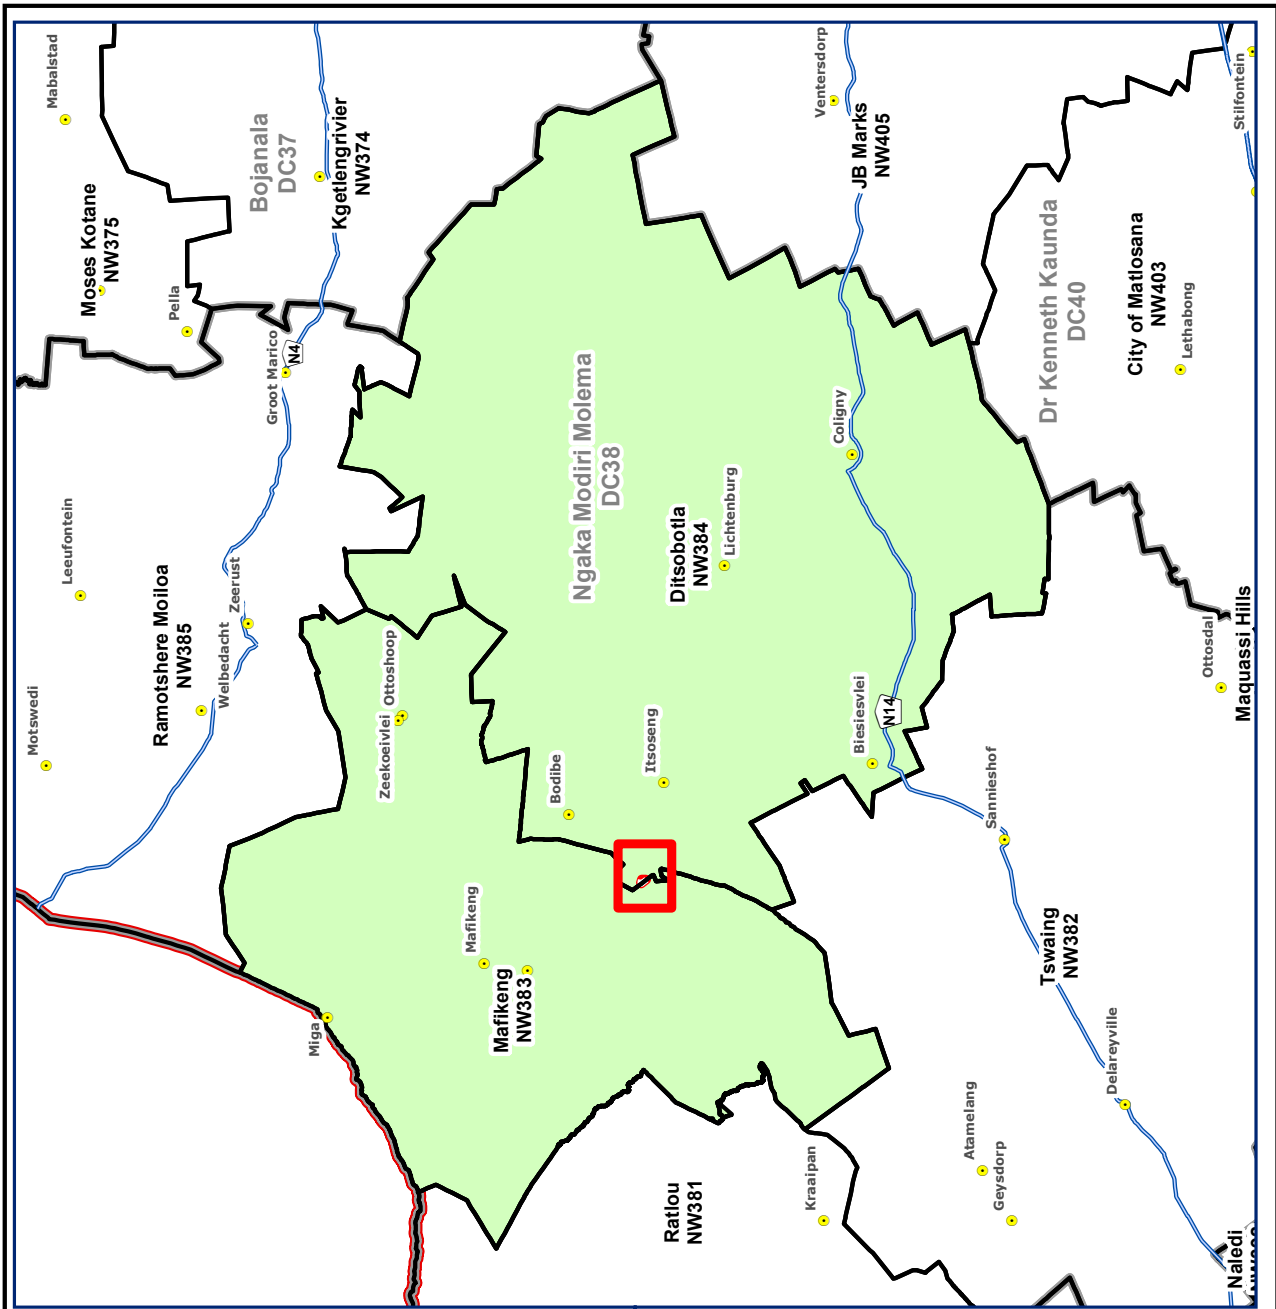 Mabalstad
Moses Kotane
NW375
Pella
Bojanala
DC37
Kgetlengrivier
NW374
Groot Marico
N4
Ventersdorp
JB Marks
NW405
Stilfontein
Dr Kenneth Kaunda
DC40
City of Matlosana
NW403
Lethabong
Leeufontein
Motswedi
Ramotshere Moiloa
NW385
Welbedacht
Zeerust
Ngaka Modiri Molema
DC38
Ditsobotla
NW384
Lichtenburg
Coligny
Zeekoeivlei
Ottoshoop
Bodibe
Itsoseng
Biesiesvlei
N14
Sannieshof
Ottosdal
Maquassi Hills
Mafikeng
Mafikeng
NW383
Miga
Tswaing
NW382
Delareyville
Atamelang
Geysdorp
Kraaipan
Ratlou
NW381
Naledi